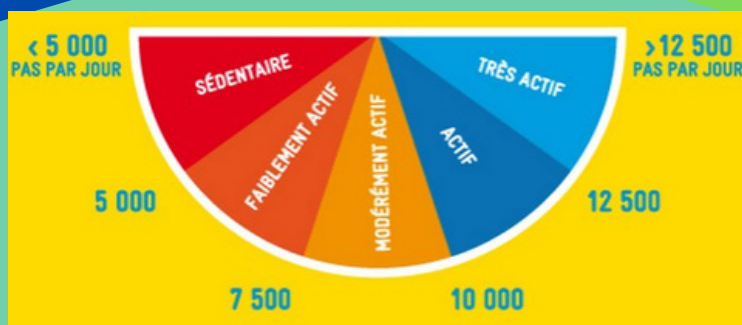 < 5 000
PAS PAR JOUR
SÉDENTAIRE
5 000
FAIBLEMENT ACTIF
7 500
MODÉRÉMENT ACTIF
10 000
ACTIF
12 500
TRÈS ACTIF
>12 500
PAS PAR JOUR